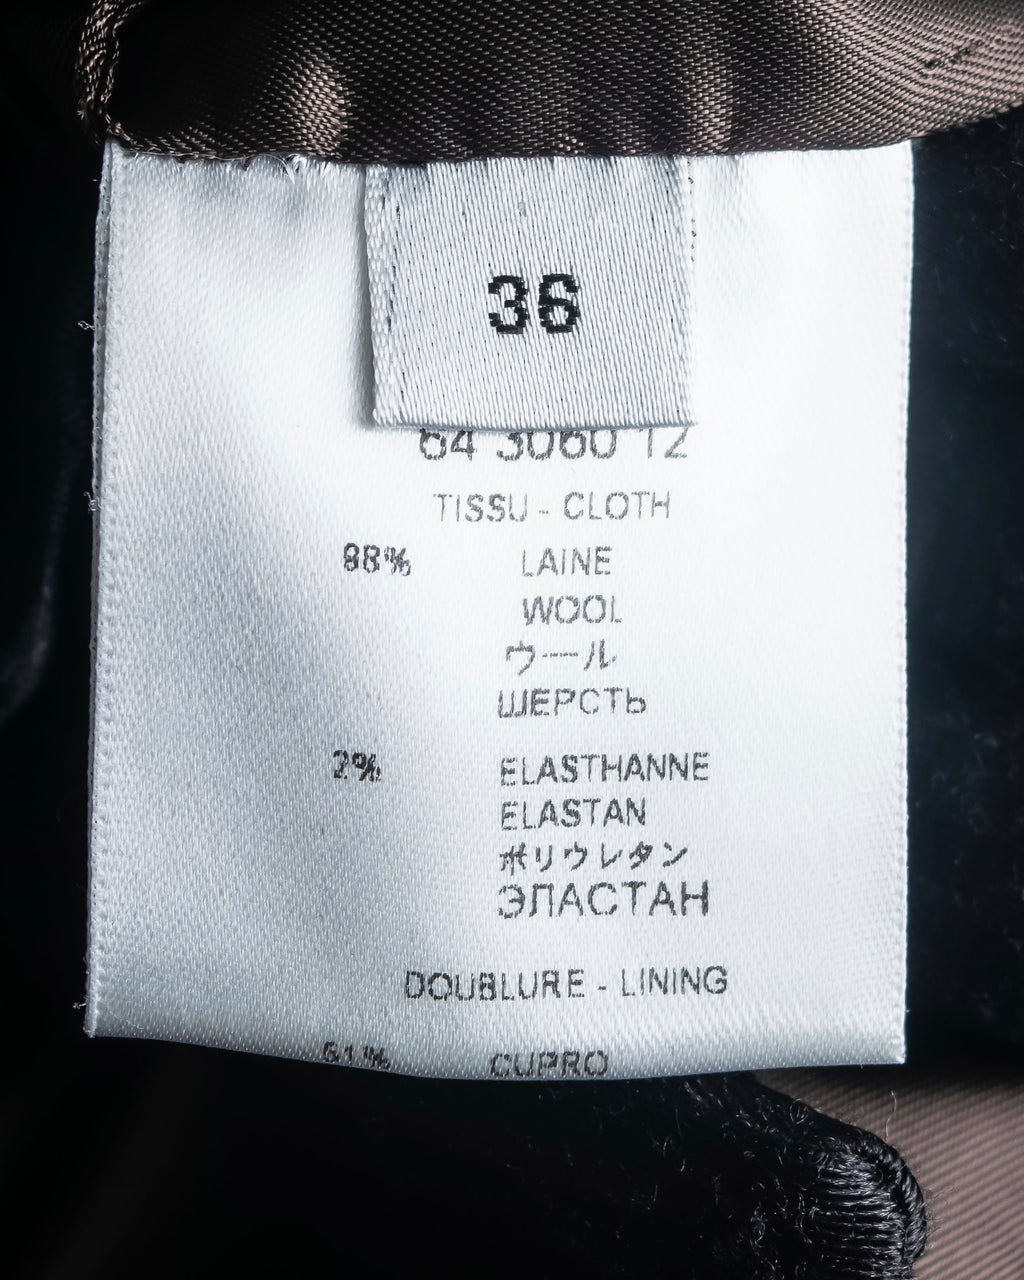 36
64 3060 12
TISSU - CLOTH
98% LAINE
WOOL
ウール
ШЕРСТЬ
2% ELASTHANNE
ELASTAN
ポリウレタン
ЭЛАСТАН
DOUBLURE - LINING
61% CUPRO